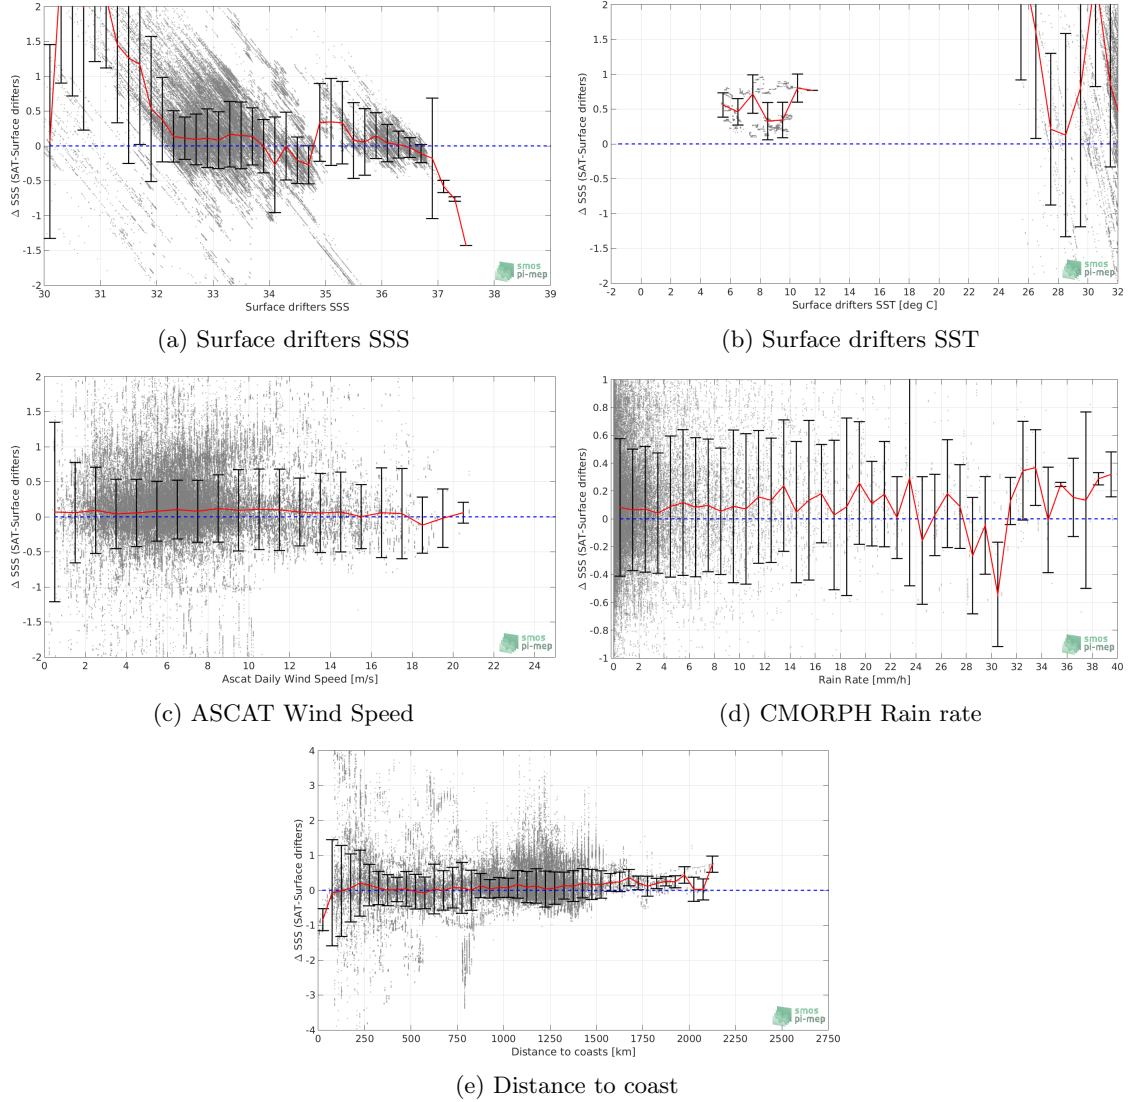 2
1.5
1
0.5
0
-0.5
-1
-1.5
-2
Δ SSS (SAT-Surface drifters)
30 31 32 33 34 35 36 37 38 39
Surface drifters SSS
smos
pi-mep
(a) Surface drifters SSS
2
1.5
1
0.5
0
-0.5
-1
-1.5
-2
Δ SSS (SAT-Surface drifters)
-2 0 2 4 6 8 10 12 14 16 18 20 22 24 26 28 30 32
Surface drifters SST [deg C]
smos
pi-mep
(b) Surface drifters SST
2
1.5
1
0.5
0
-0.5
-1
-1.5
-2
Δ SSS (SAT-Surface drifters)
0 2 4 6 8 10 12 14 16 18 20 22 24
Ascat Daily Wind Speed [m/s]
smos
pi-mep
(c) ASCAT Wind Speed
1
0.8
0.6
0.4
0.2
0
-0.2
-0.4
-0.6
-0.8
-1
Δ SSS (SAT-Surface drifters)
0 2 4 6 8 10 12 14 16 18 20 22 24 26 28 30 32 34 36 38 40
Rain Rate [mm/h]
smos
pi-mep
(d) CMORPH Rain rate
4
3
2
1
0
-1
-2
-3
-4
Δ SSS (SAT-Surface drifters)
0 250 500 750 1000 1250 1500 1750 2000 2250 2500 2750
Distance to coasts [km]
smos
pi-mep
(e) Distance to coast